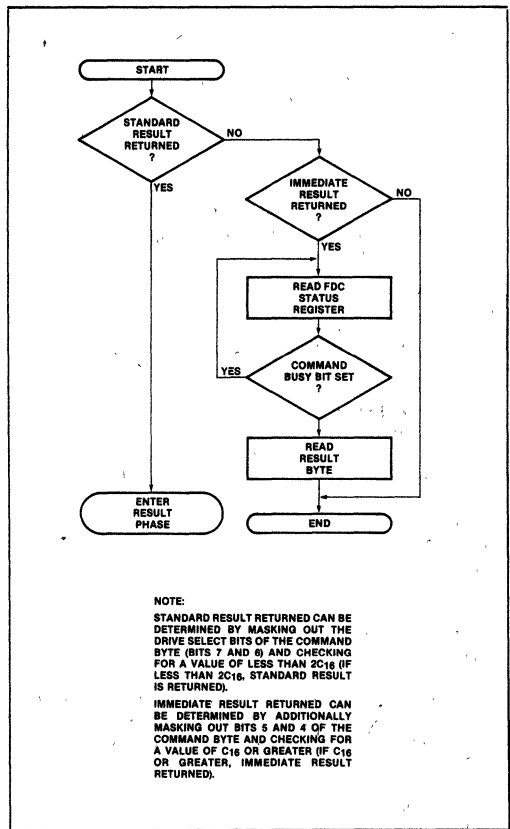 START
STANDARD
RESULT
RETURNED
?
NO
YES
IMMEDIATE
RESULT
RETURNED
?
NO
YES
READ FDC
STATUS
REGISTER
COMMAND
BUSY BIT SET
?
YES
READ
RESULT
BYTE
ENTER
RESULT
PHASE
END
NOTE:
STANDARD RESULT RETURNED CAN BE
DETERMINED BY MASKING OUT THE
DRIVE SELECT BITS OF THE COMMAND
BYTE (BITS 7 AND 6) AND CHECKING
FOR A VALUE OF LESS THAN 2C16 (IF
LESS THAN 2C16, STANDARD RESULT
IS RETURNED).
IMMEDIATE RESULT RETURNED CAN
BE DETERMINED BY ADDITIONALLY
MASKING OUT BITS 5 AND 4 OF THE
COMMAND BYTE AND CHECKING FOR
A VALUE OF C16 OR GREATER (IF C16
OR GREATER, IMMEDIATE RESULT
RETURNED).